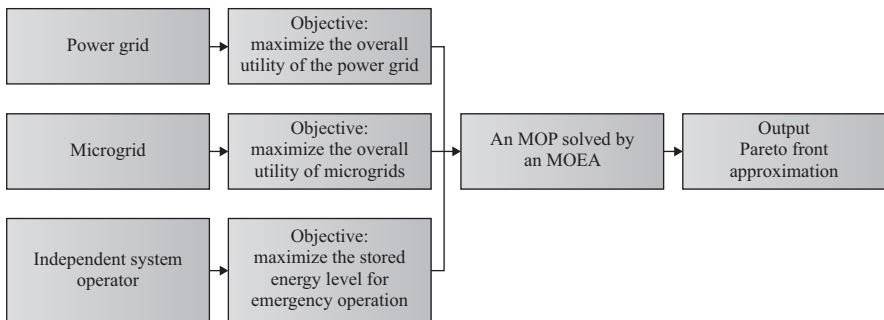 Power grid
Objective:
maximize the overall
utility of the power grid
Microgrid
Objective:
maximize the overall
utility of microgrids
An MOP solved by
an MOEA
Output
Pareto front
approximation
Independent system
operator
Objective:
maximize the stored
energy level for
emergency operation